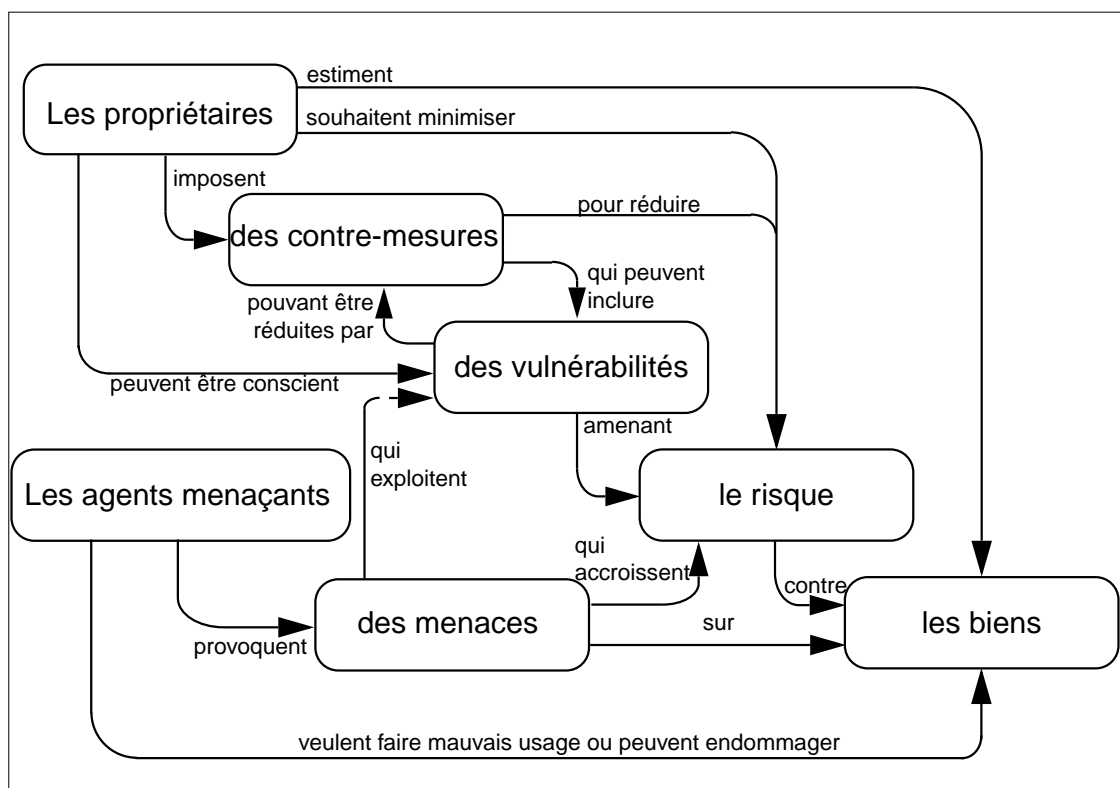 estiment
Les propriétaires
souhaitent minimiser
imposent
pour réduire
des contre-mesures
qui peuvent
inclure
pouvant être
réduites par
des vulnérabilités
peuvent être conscient
amenant
qui
exploitent
Les agents menaçants
le risque
qui
accroissent
contre
des menaces
sur
les biens
provoquent
veulent faire mauvais usage ou peuvent endommager